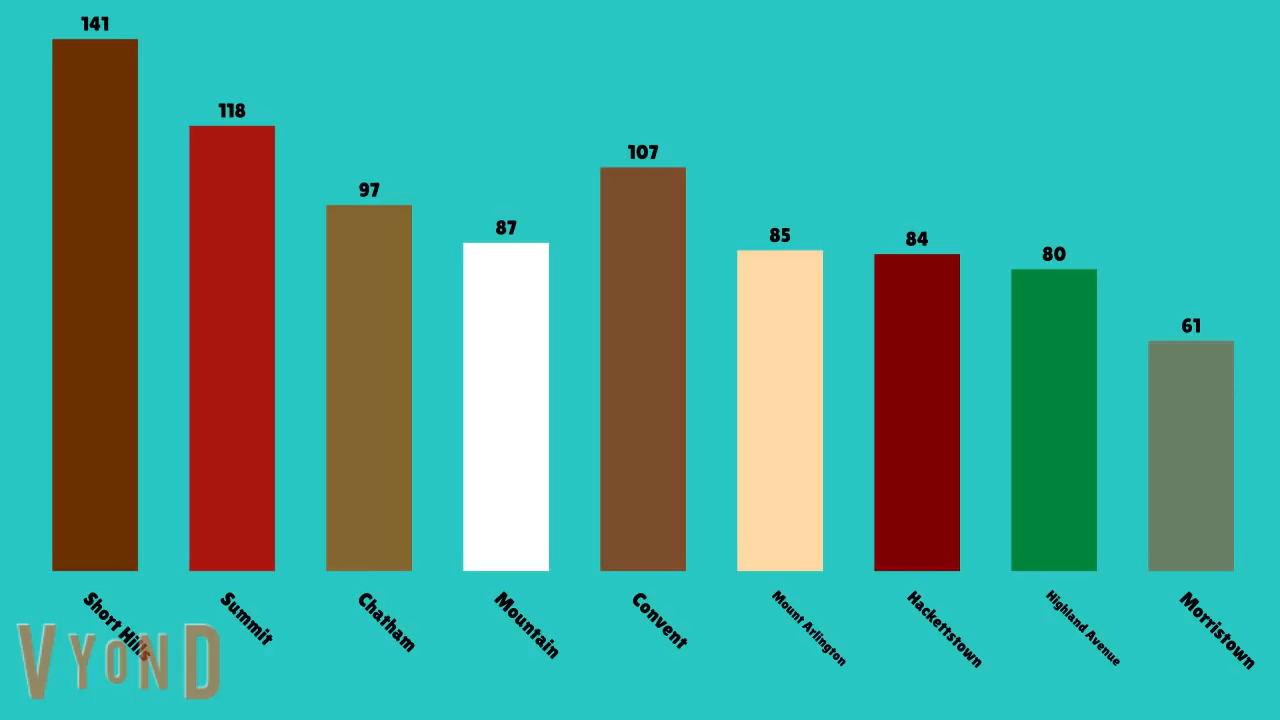 141
118
97
87
107
85
84
80
61
Short Hills
Summit
Chatham
Mountain
Convent
Mount Arlington
Hackettstown
Highland Avenue
Morristown
VYOND